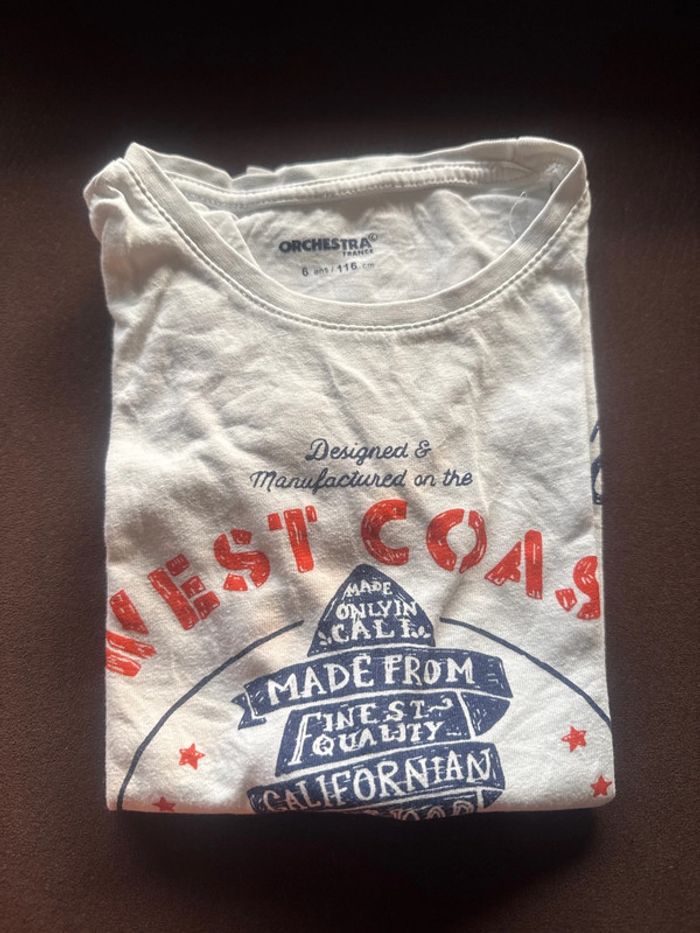 ORCHESTRA©
FRANCE
6 ans / 116 cm
Designed &
Manufactured on the
WEST COAS
MADE
ONLY IN
CALI
MADE FROM
FINEST
QUALITY
CALIFORNIAN